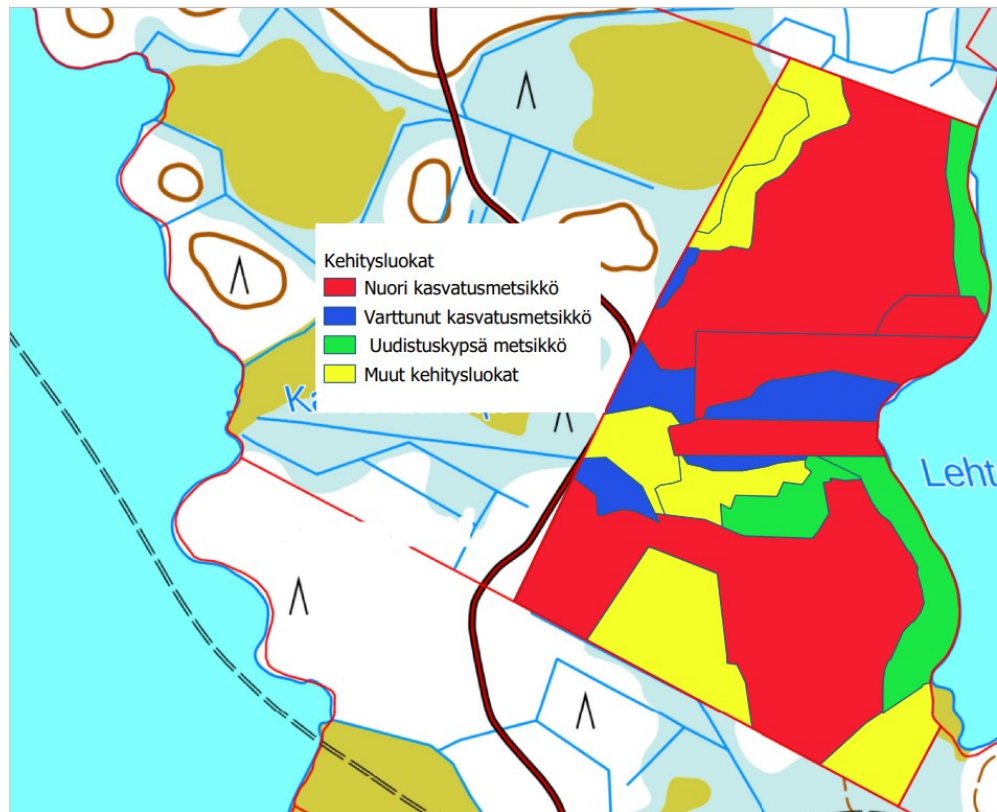 Kehitysluokat
Nuori kasvatusmetsikkö
Varttunut kasvatusmetsikkö
Uudistuskypsä metsikkö
Muut kehitysluokat
Leht